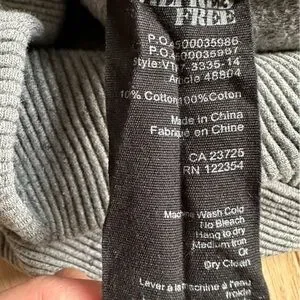 FREE
P.O.4500035986
P.O.4500035987
3335-14
Article 48804
100% Cotton/100%Coton
Made in China
Fabriqué en Chine
CA 23725
RN 122354
Machine Wash Cold
No Bleach
Hang to dry
Medium Iron
Or
Dry Clean
Laver à la machine à l'eau
froide